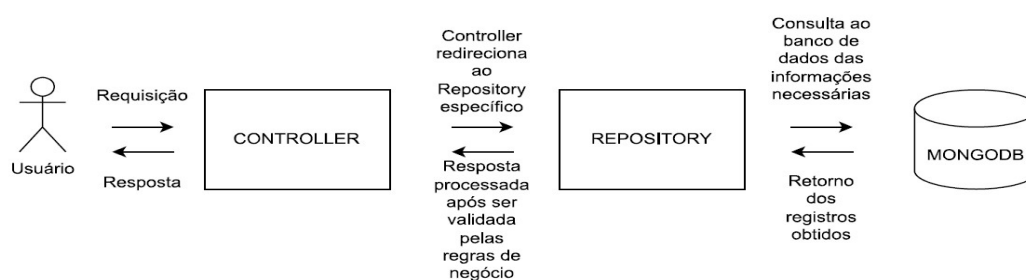 Usuário
Requisição
Resposta
CONTROLLER
Controller
redireciona
ao
Repository
específico
Resposta
processada
após ser
validada
pelas
regras de
negócio
REPOSITORY
Consulta ao
banco de
dados das
informações
necessárias
Retorno
dos
registros
obtidos
MONGODB